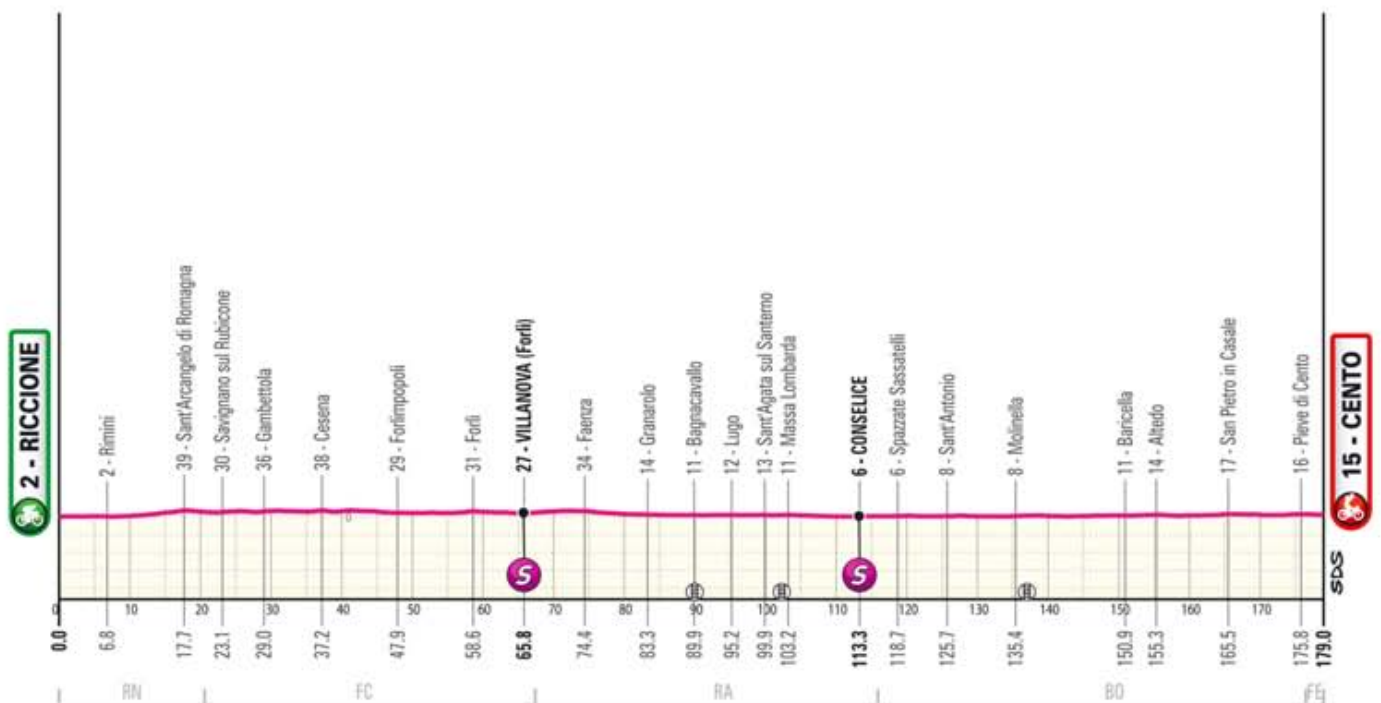 2 - RICCIONE
2 - Rimini
39 - Sant'Arcangelo di Romagna
30 - Savignano sul Rubicone
36 - Gambettola
38 - Cesena
29 - Forlimpopoli
31 - Forlì
27 - VILLANOVA (Forlì)
34 - Faenza
14 - Granarolo
11 - Bagnacavallo
12 - Lugo
13 - Sant'Agata sul Santerno
11 - Massa Lombarda
6 - CONSELICE
6 - Spazzate Sassatelli
8 - Sant'Antonio
8 - Molinella
11 - Baricella
14 - Altedo
17 - San Pietro in Casale
16 - Pieve di Cento
15 - CENTO
0
S
S
SDS
0 10 20 30 40 50 60 70 80 90 100 110 120 130 140 150 160 170
0.0
6.8
17.7
23.1
29.0
37.2
47.9
58.6
65.8
74.4
83.3
89.9
95.2
99.9
103.2
113.3
118.7
125.7
135.4
150.9
155.3
165.5
175.8
179.0
RN FC RA BO FE